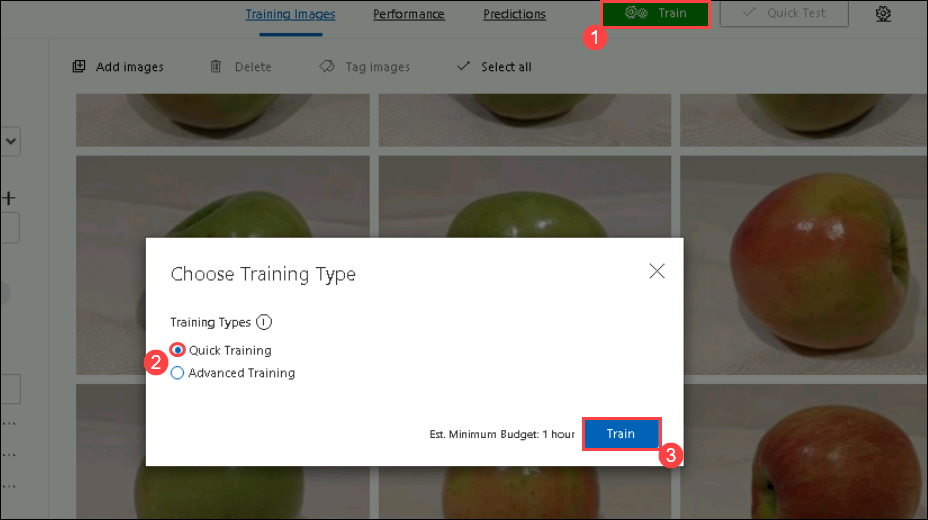 Training Images Performance Predictions Train Quick Test
1
Add images Delete Tag images Select all
Choose Training Type
Training Types i
2
Quick Training
Advanced Training
Est. Minimum Budget: 1 hour Train
3
...
...
...